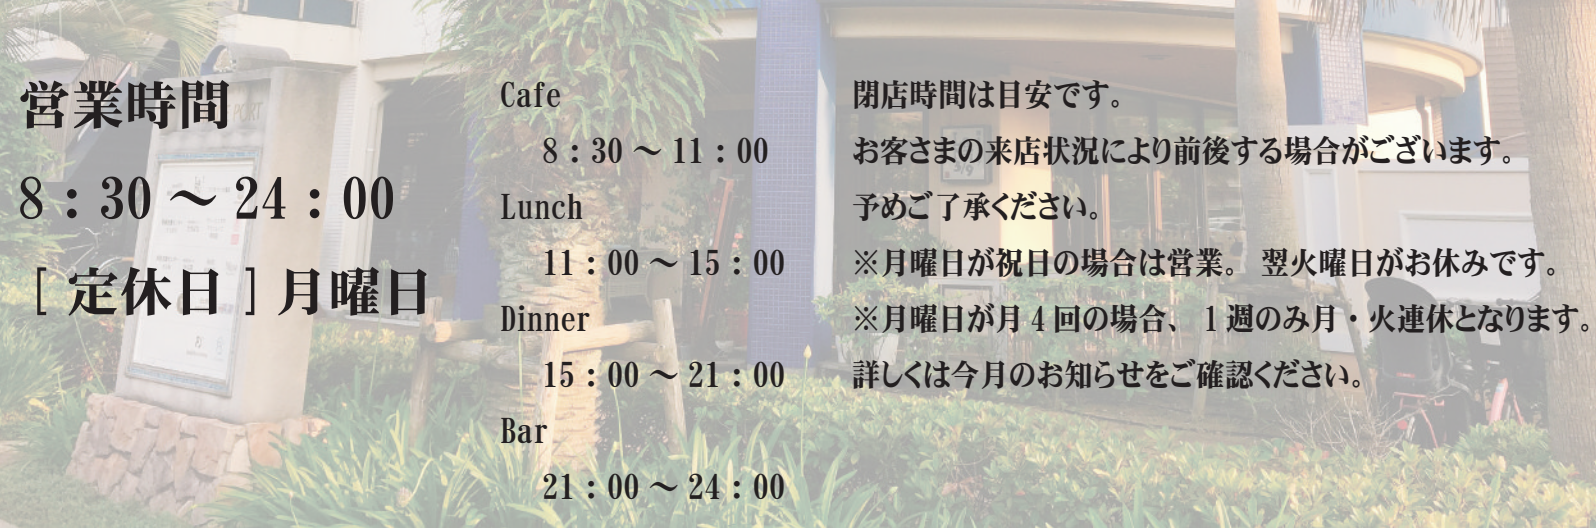 営業時間
8：30 ～ 24：00
[ 定休日 ] 月曜日
Cafe
8：30 ～ 11：00
Lunch
11：00 ～ 15：00
Dinner
15：00 ～ 21：00
Bar
21：00 ～ 24：00
閉店時間は目安です。
お客さまの来店状況により前後する場合がございます。
予めご了承ください。
※月曜日が祝日の場合は営業。 翌火曜日がお休みです。
※月曜日が月 4 回の場合、 1 週のみ月・火連休となります。
詳しくは今月のお知らせをご確認ください。
PORT